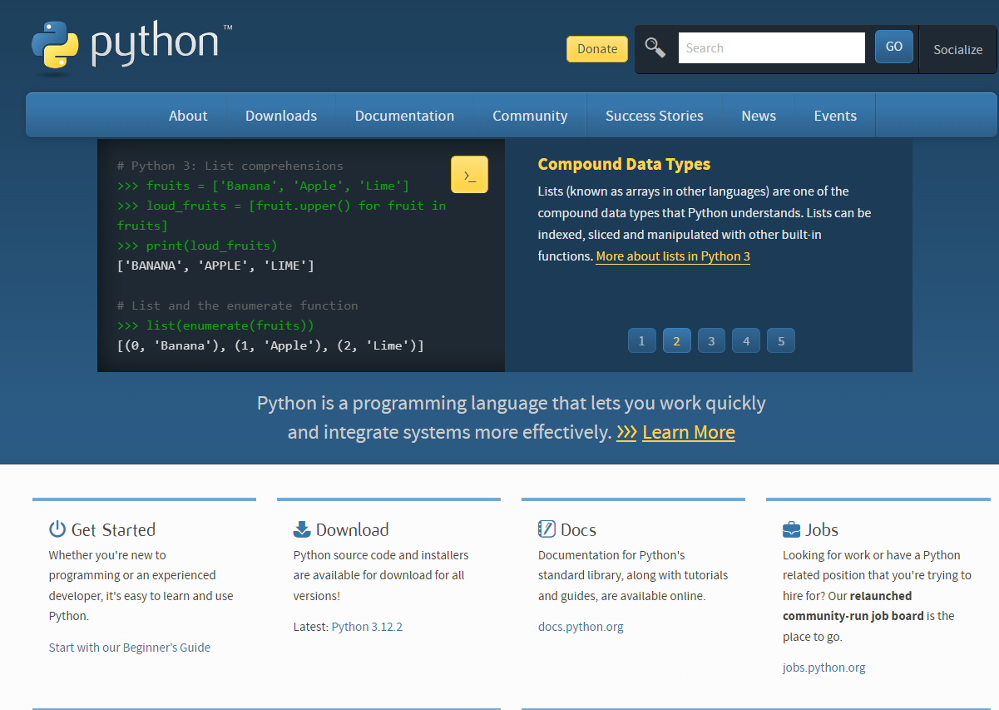 python™
Donate
Search
GO
Socialize
About
Downloads
Documentation
Community
Success Stories
News
Events
# Python 3: List comprehensions
>>> fruits = ['Banana', 'Apple', 'Lime']
>>> loud_fruits = [fruit.upper() for fruit in
fruits]
>>> print(loud_fruits)
['BANANA', 'APPLE', 'LIME']
# List and the enumerate function
>>> list(enumerate(fruits))
[(0, 'Banana'), (1, 'Apple'), (2, 'Lime')]
>_
Compound Data Types
Lists (known as arrays in other languages) are one of the
compound data types that Python understands. Lists can be
indexed, sliced and manipulated with other built-in
functions. More about lists in Python 3
1
2
3
4
5
Python is a programming language that lets you work quickly
and integrate systems more effectively. >>> Learn More
Get Started
Whether you're new to
programming or an experienced
developer, it's easy to learn and use
Python.
Start with our Beginner’s Guide
Download
Python source code and installers
are available for download for all
versions!
Latest: Python 3.12.2
Docs
Documentation for Python's
standard library, along with tutorials
and guides, are available online.
docs.python.org
Jobs
Looking for work or have a Python
related position that you're trying to
hire for? Our relaunched
community-run job board is the
place to go.
jobs.python.org